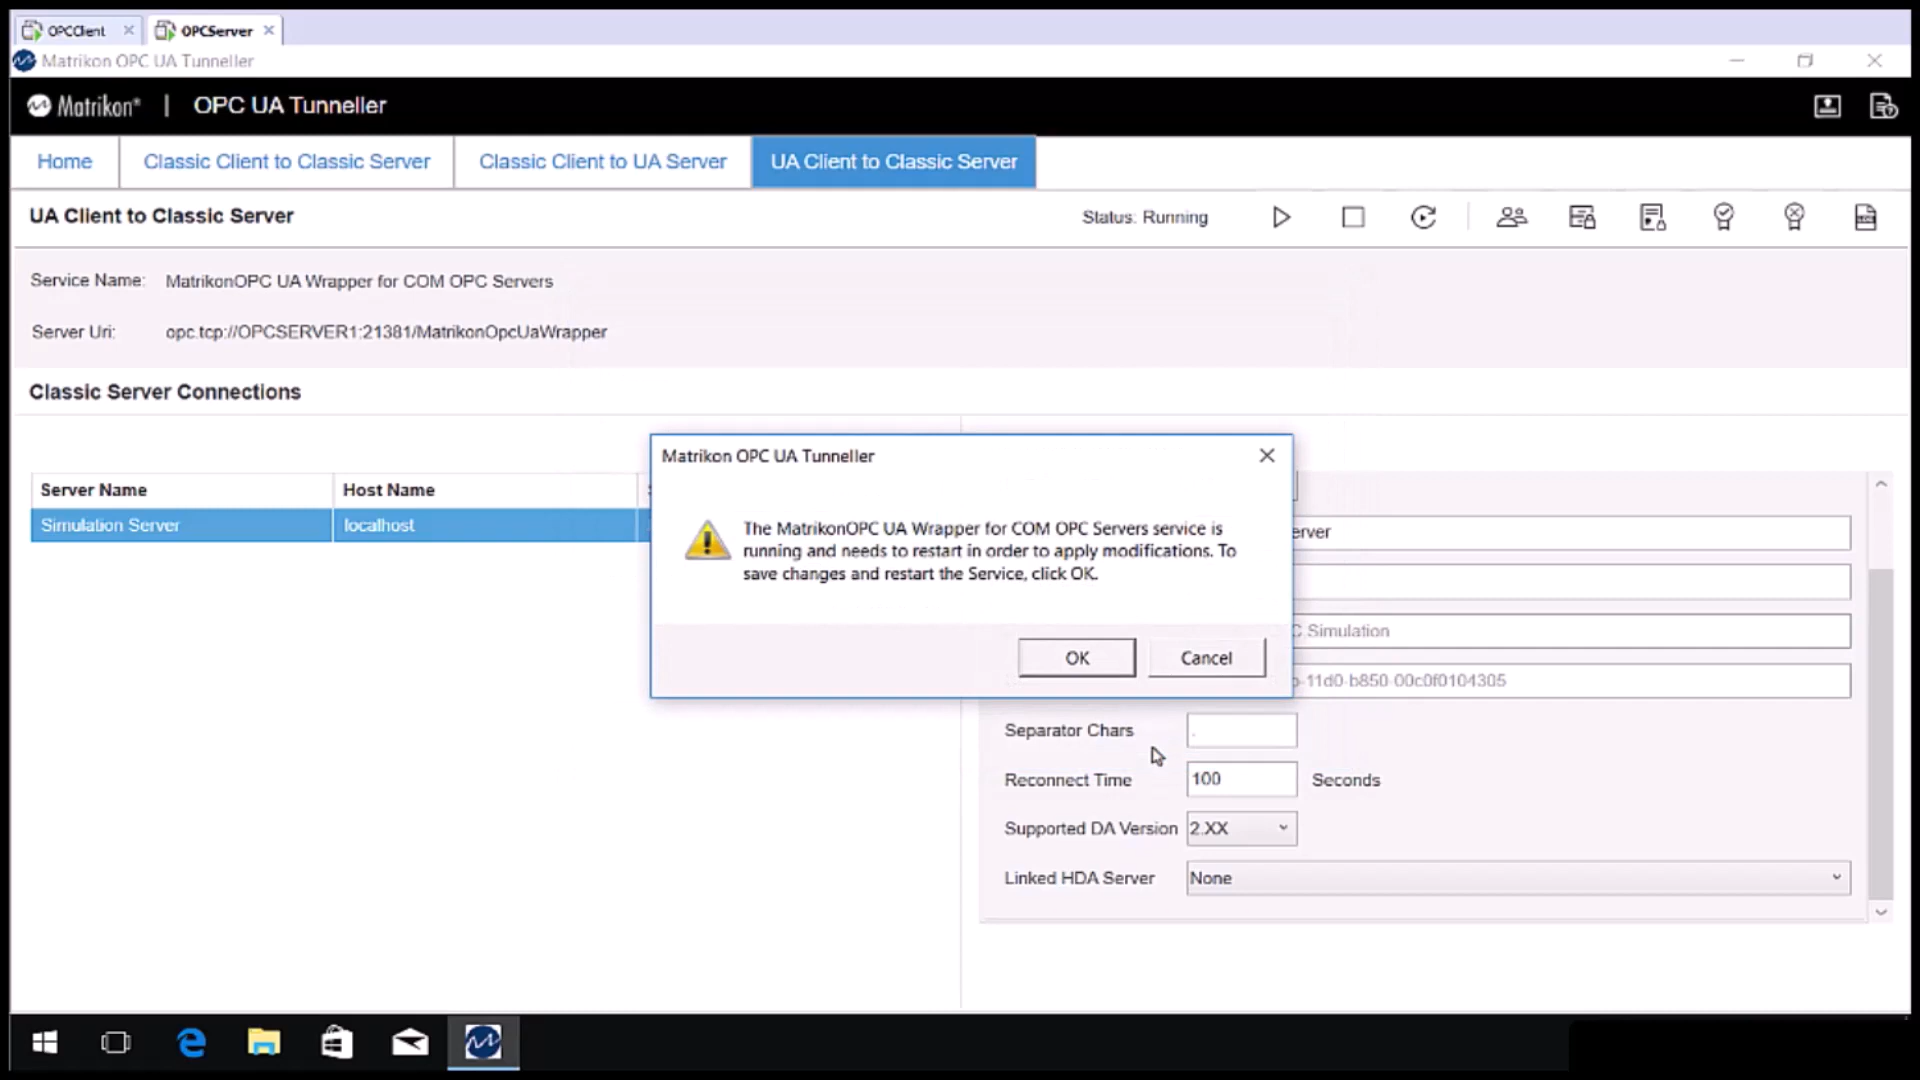 OPCClient
OPCServer
Matrikon OPC UA Tunneller
Matrikon® | OPC UA Tunneller
Home
Classic Client to Classic Server
Classic Client to UA Server
UA Client to Classic Server
UA Client to Classic Server
Status: Running
Service Name: MatrikonOPC UA Wrapper for COM OPC Servers
Server Uri: opc.tcp://OPCSERVER1:21381/MatrikonOpcUaWrapper
Classic Server Connections
Server Name Host Name
Simulation Server localhost
Matrikon OPC UA Tunneller
The MatrikonOPC UA Wrapper for COM OPC Servers service is
running and needs to restart in order to apply modifications. To
save changes and restart the Service, click OK.
OK Cancel
erver
C Simulation
-11d0-b850-00c0f0104305
Separator Chars .
Reconnect Time 100 Seconds
Supported DA Version 2.XX
Linked HDA Server None